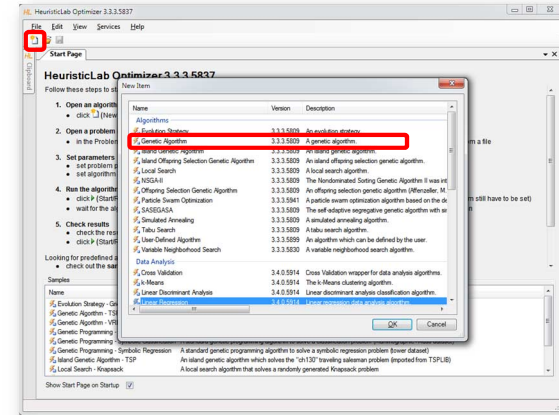 HeuristicLab Optimizer 3.3.3.5837
File Edit View Services Help
Start Page
Clipboard
HeuristicLab Optimizer 3.3.3.5837
Follow these steps to st
1. Open an algorith
click (New
2. Open a problem
in the Problem
m a file
3. Set parameters
set problem p
set algorithm
4. Run the algorithm
click (Start/R
m still have to be set)
wait for the alg
5. Check results
check the res
click (Start/R
Looking for predefined a
check out the sam
New Item
Name Version Description
Algorithms
Evolution Strategy 3.3.3.5809 An evolution strategy.
Genetic Algorithm 3.3.3.5809 A genetic algorithm.
Island Genetic Algorithm 3.3.3.5809 An island genetic algorithm.
Island Offspring Selection Genetic Algorithm 3.3.3.5809 An island offspring selection genetic algorithm.
Local Search 3.3.3.5809 A local search algorithm.
NSGA-II 3.3.3.5809 The Nondominated Sorting Genetic Algorithm II was int
Offspring Selection Genetic Algorithm 3.3.3.5809 An offspring selection genetic algorithm (Affenzeller, M.
Particle Swarm Optimization 3.3.3.5941 A particle swarm optimization algorithm based on the de
SASEGASA 3.3.3.5809 The self-adaptive segregative genetic algorithm with si
Simulated Annealing 3.3.3.5809 A simulated annealing algorithm.
Tabu Search 3.3.3.5809 A tabu search algorithm.
User-Defined Algorithm 3.3.3.5899 An algorithm which can be defined by the user.
Variable Neighborhood Search 3.3.3.5830 A variable neighborhood search algorithm.
Data Analysis
Cross Validation 3.4.0.5914 Cross Validation wrapper for data analysis algorithms.
k-Means 3.4.0.5914 The k-Means clustering algorithm.
Linear Discriminant Analysis 3.4.0.5914 Linear discriminant analysis classification algorithm.
Linear Regression 3.4.0.5914 Linear regression data analysis algorithm.
OK Cancel
Samples
Name
Evolution Strategy - Gri
Genetic Algorithm - TSP
Genetic Algorithm - VRP
Genetic Programming -
Genetic Programming - Symbolic Regression A standard genetic programming algorithm to solve a symbolic regression problem (tower dataset)
Island Genetic Algorithm - TSP An island genetic algorithm which solves the "ch130" traveling salesman problem (imported from TSPLIB)
Local Search - Knapsack A local search algorithm that solves a randomly generated Knapsack problem
Show Start Page on Startup